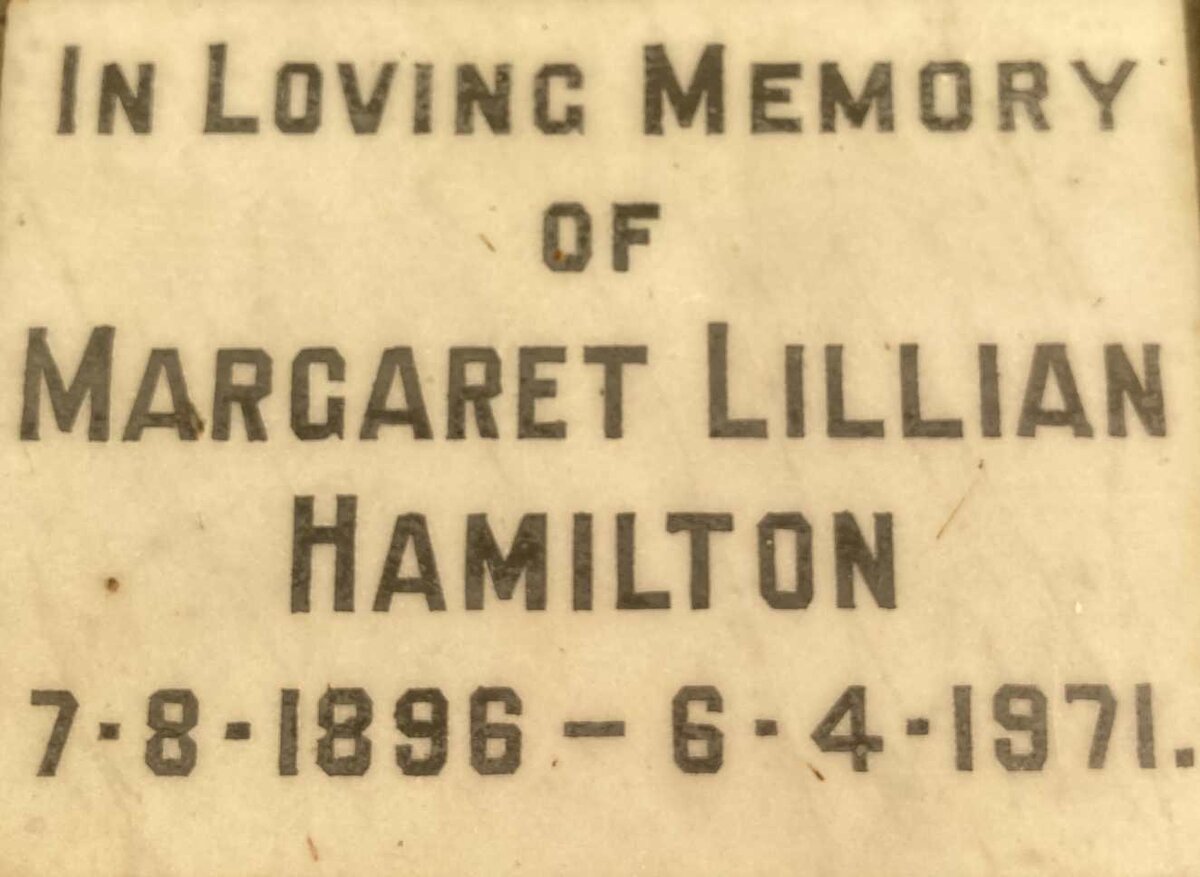 IN LOVING MEMORY
OF
MARGARET LILLIAN
HAMILTON
7·8·1896 – 6·4·1971.